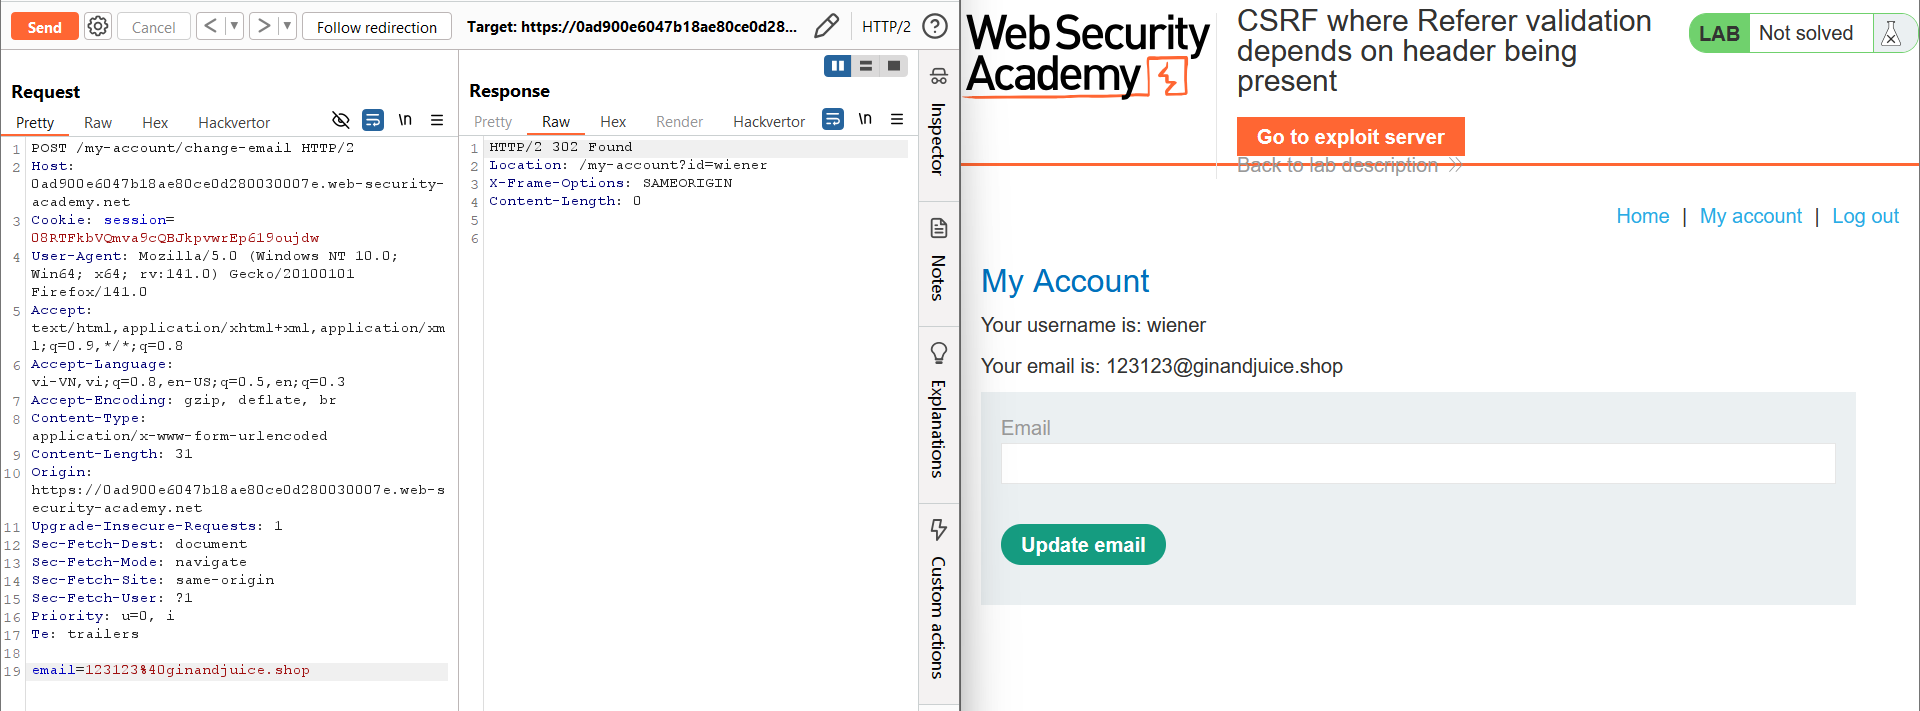 Send
Cancel
<
>
Follow redirection
Target: https://0ad900e6047b18ae80ce0d28...
HTTP/2
?
Request
Pretty
Raw
Hex
Hackvertor
\n
1 POST /my-account/change-email HTTP/2
2 Host:
0ad900e6047b18ae80ce0d280030007e.web-security-
academy.net
3 Cookie: session=
08RTFkbVQmva9cQBJkpvwrEp619oujdw
4 User-Agent: Mozilla/5.0 (Windows NT 10.0;
Win64; x64; rv:141.0) Gecko/20100101
Firefox/141.0
5 Accept:
text/html,application/xhtml+xml,application/xm
l;q=0.9,*/*;q=0.8
6 Accept-Language:
vi-VN,vi;q=0.8,en-US;q=0.5,en;q=0.3
7 Accept-Encoding: gzip, deflate, br
8 Content-Type:
application/x-www-form-urlencoded
9 Content-Length: 31
10 Origin:
https://0ad900e6047b18ae80ce0d280030007e.web-s
ecurity-academy.net
11 Upgrade-Insecure-Requests: 1
12 Sec-Fetch-Dest: document
13 Sec-Fetch-Mode: navigate
14 Sec-Fetch-Site: same-origin
15 Sec-Fetch-User: ?1
16 Priority: u=0, i
17 Te: trailers
18
19 email=123123%40ginandjuice.shop
Response
Pretty
Raw
Hex
Render
Hackvertor
\n
1 HTTP/2 302 Found
2 Location: /my-account?id=wiener
3 X-Frame-Options: SAMEORIGIN
4 Content-Length: 0
5
6
Inspector
Notes
Explanations
Custom actions
WebSecurity
Academy
CSRF where Referer validation
depends on header being
present
Go to exploit server
Back to lab description >>
LAB Not solved
Home | My account | Log out
My Account
Your username is: wiener
Your email is: 123123@ginandjuice.shop
Email
Update email